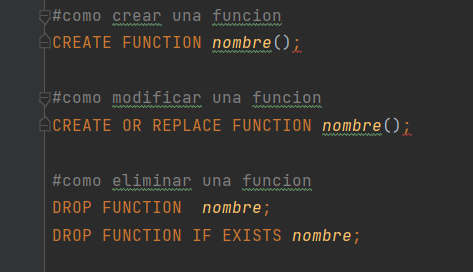 #como crear una funcion
CREATE FUNCTION nombre();
#como modificar una funcion
CREATE OR REPLACE FUNCTION nombre();
#como eliminar una funcion
DROP FUNCTION  nombre;
DROP FUNCTION IF EXISTS nombre;